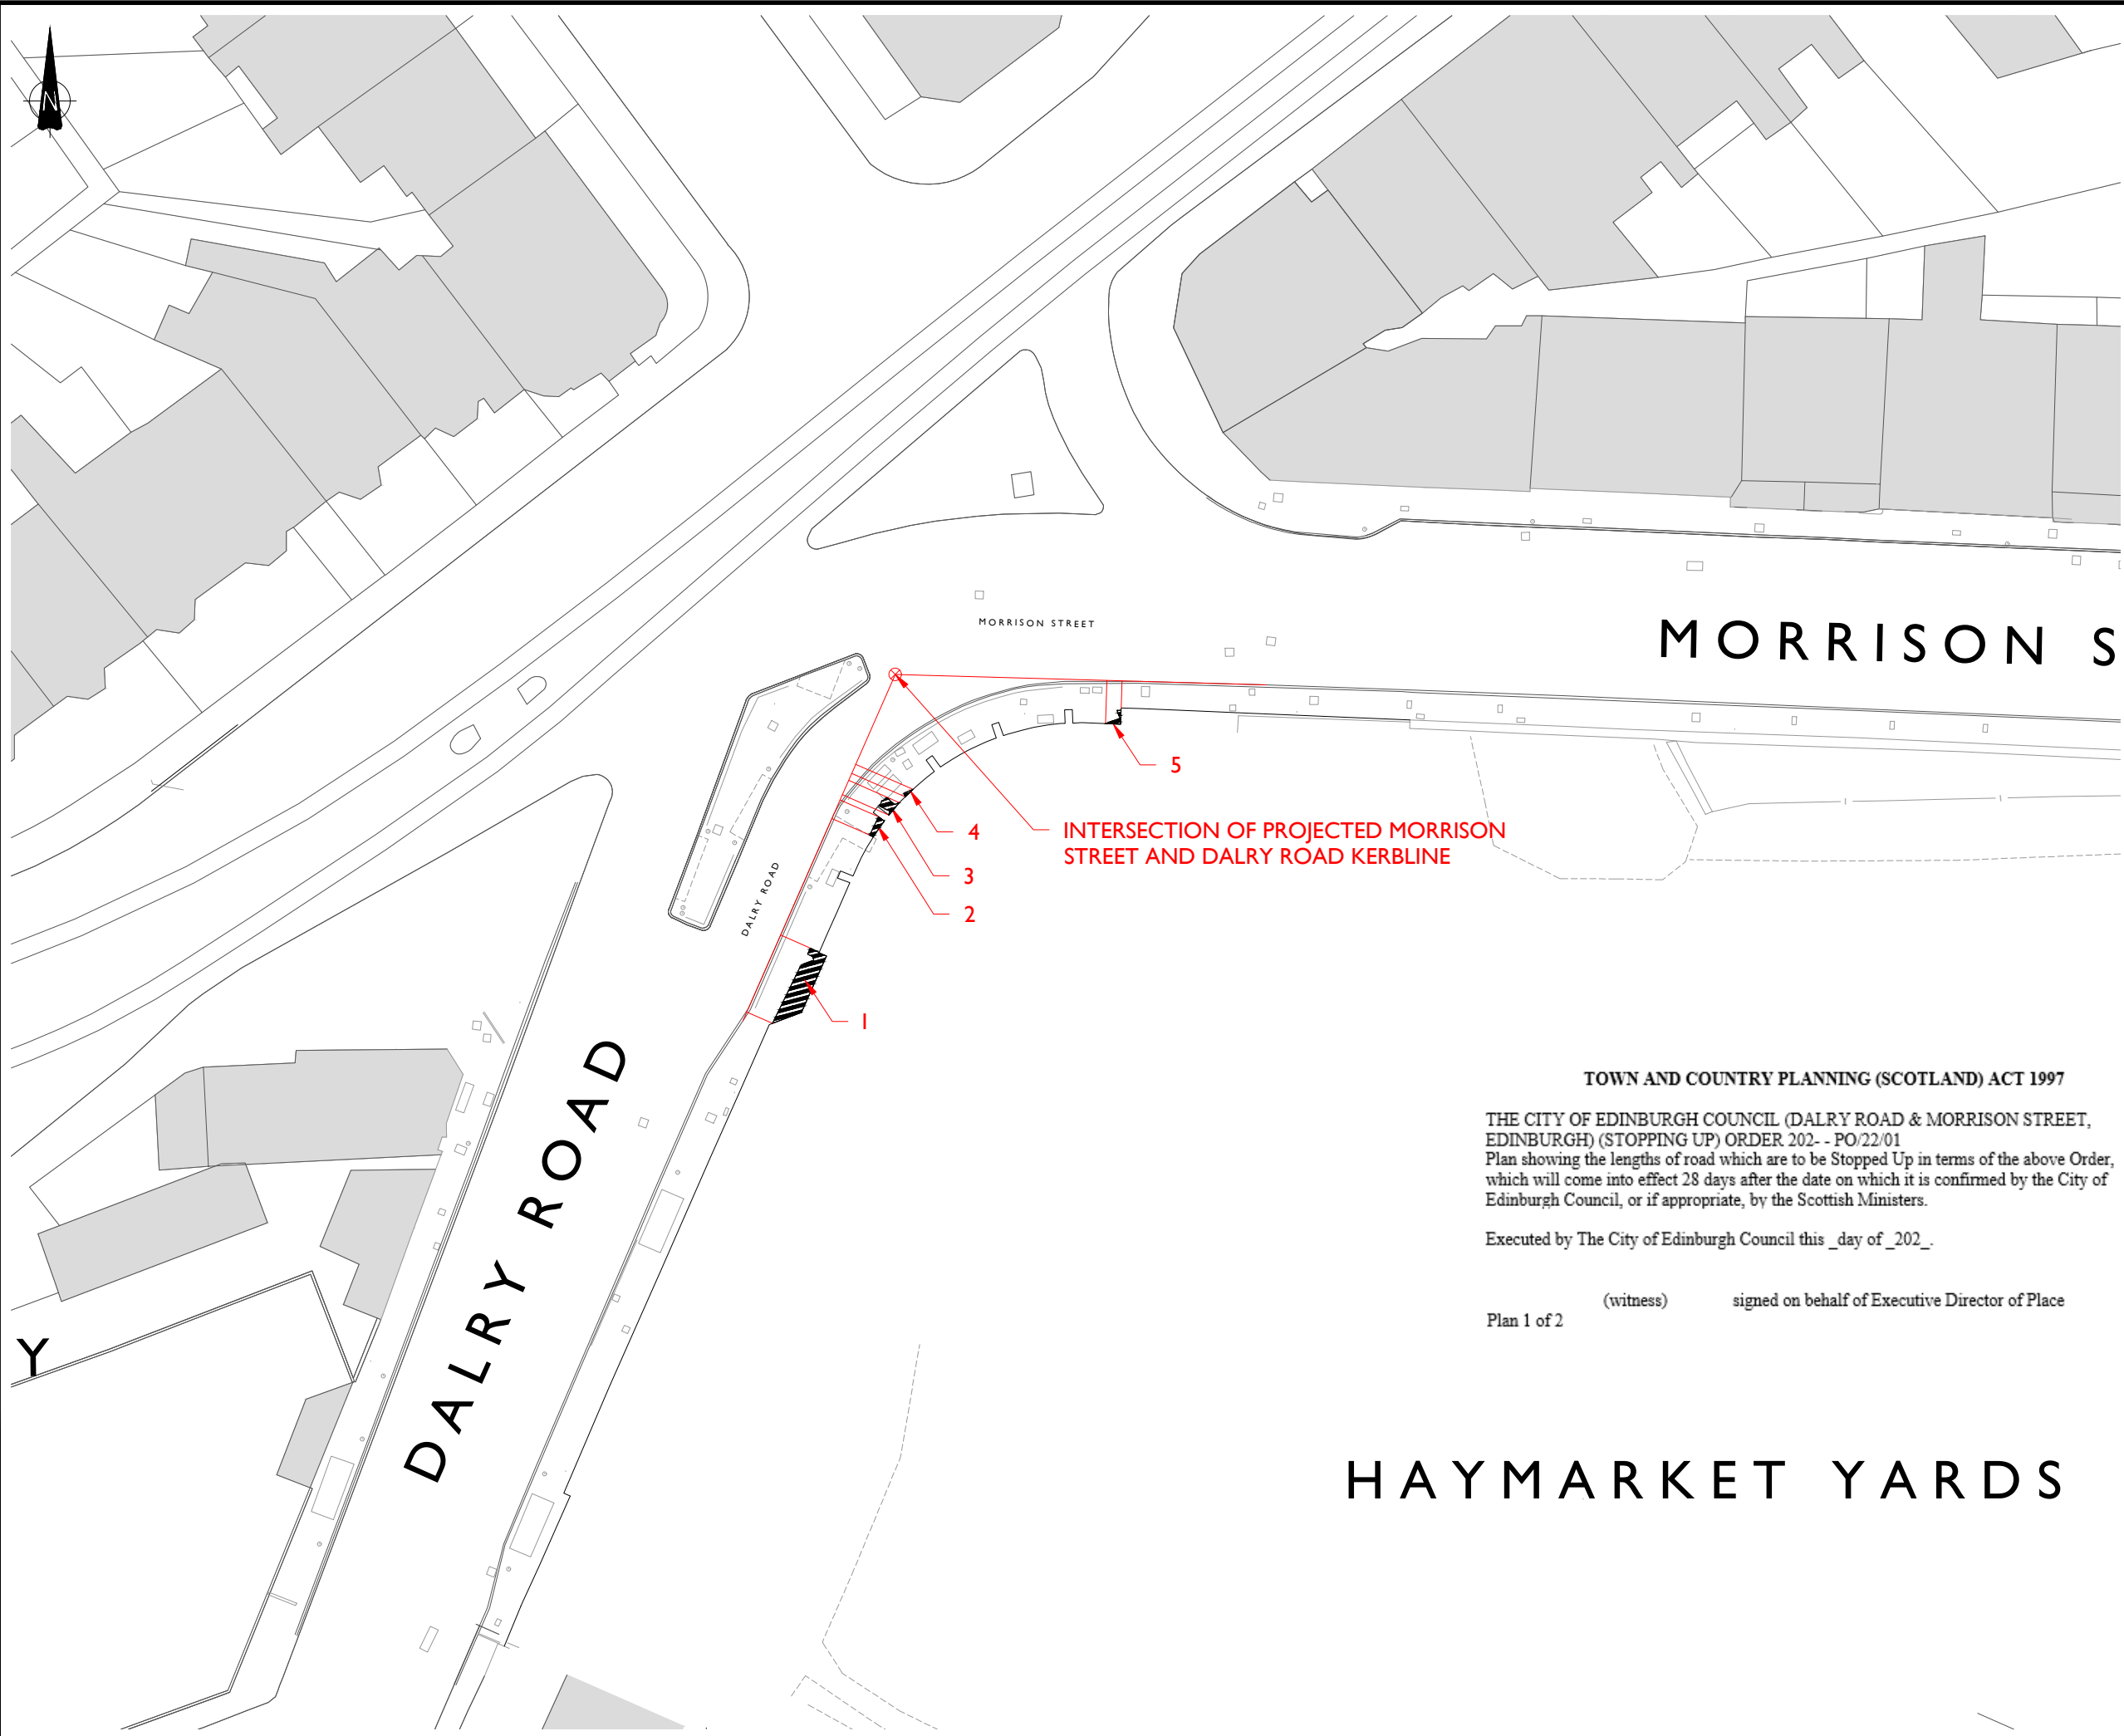 N
MORRISON STREET
MORRISON S
5
4
INTERSECTION OF PROJECTED MORRISON
STREET AND DALRY ROAD KERBLINE
3
2
DALRY ROAD
1
DALRY ROAD
TOWN AND COUNTRY PLANNING (SCOTLAND) ACT 1997
THE CITY OF EDINBURGH COUNCIL (DALRY ROAD & MORRISON STREET,
EDINBURGH) (STOPPING UP) ORDER 202- - PO/22/01
Plan showing the lengths of road which are to be Stopped Up in terms of the above Order,
which will come into effect 28 days after the date on which it is confirmed by the City of
Edinburgh Council, or if appropriate, by the Scottish Ministers.
Executed by The City of Edinburgh Council this _day of _202_.
(witness) signed on behalf of Executive Director of Place
Plan 1 of 2
Y
HAYMARKET YARDS